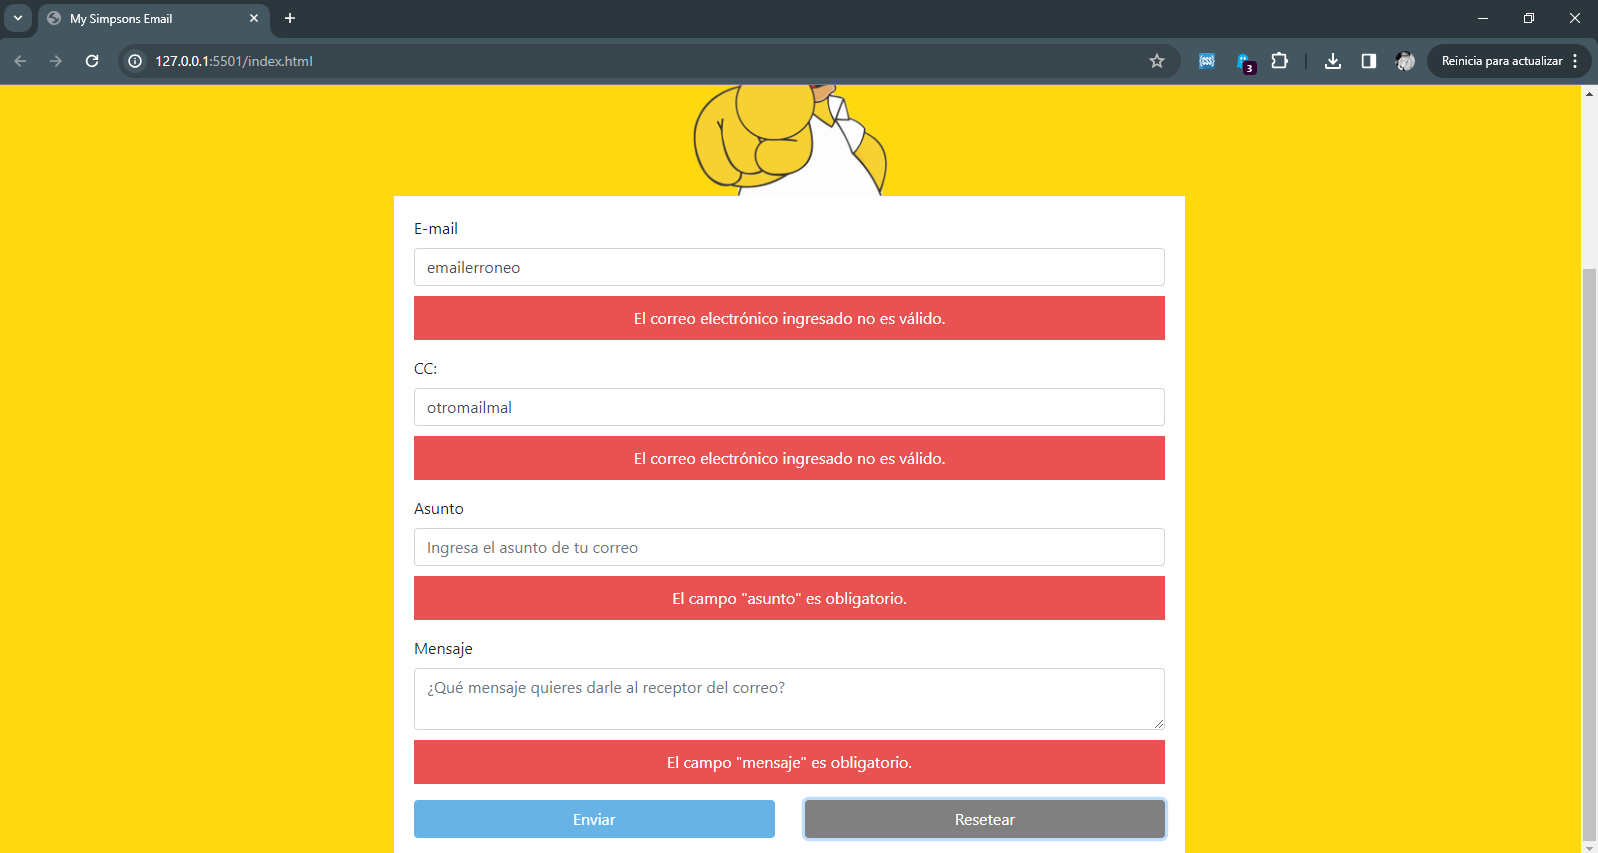 My Simpsons Email
127.0.0.1:5501/index.html
CSS
3
Reinicia para actualizar
E-mail
emailerroneo
El correo electrónico ingresado no es válido.
CC:
otromailmal
El correo electrónico ingresado no es válido.
Asunto
Ingresa el asunto de tu correo
El campo "asunto" es obligatorio.
Mensaje
¿Qué mensaje quieres darle al receptor del correo?
El campo "mensaje" es obligatorio.
Enviar
Resetear